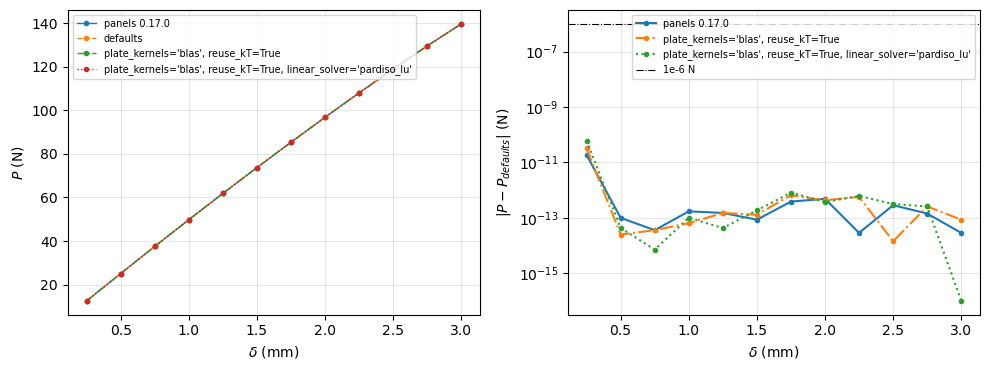 panels 0.17.0
defaults
plate_kernels='blas', reuse_kT=True
plate_kernels='blas', reuse_kT=True, linear_solver='pardiso_lu'
P (N)
140
120
100
80
60
40
20
0.5 1.0 1.5 2.0 2.5 3.0
δ (mm)
panels 0.17.0
plate_kernels='blas', reuse_kT=True
plate_kernels='blas', reuse_kT=True, linear_solver='pardiso_lu'
1e-6 N
|P − P_defaults| (N)
10⁻⁷
10⁻⁹
10⁻¹¹
10⁻¹³
10⁻¹⁵
0.5 1.0 1.5 2.0 2.5 3.0
δ (mm)